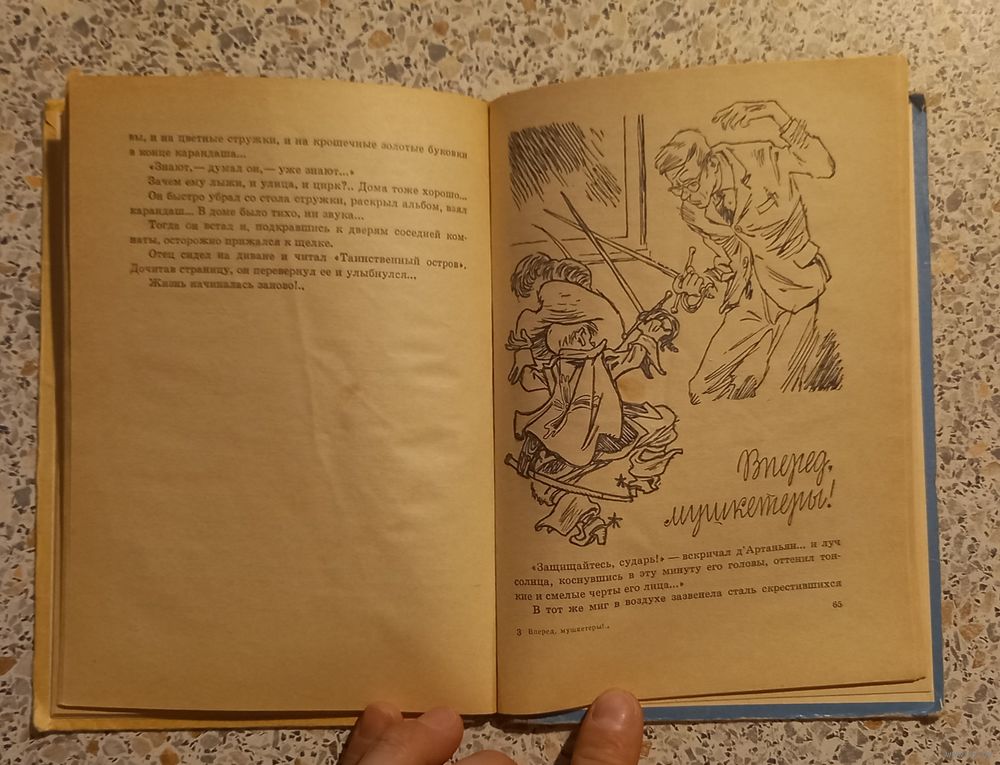 вы, и на цветные стружки, и на крошечные золотые буковки
в конце карандаша...
«Знают,— думал он,— уже знают...»
Зачем ему лыжи, и улица, и цирк?.. Дома тоже хорошо...
Он быстро убрал со стола стружки, раскрыл альбом, взял
карандаш... В доме было тихо, ни звука...
Тогда он встал и, подкравшись к дверям соседней ком-
наты, осторожно прижался к щелке.
Отец сидел на диване и читал «Таинственный остров».
Дочитав страницу, он перевернул ее и улыбнулся...
Жизнь начиналась заново!..
Вперед,
мушкетеры!
«Защищайтесь, сударь!» — вскричал д'Артаньян... и луч
солнца, коснувшись в эту минуту его головы, оттенил тон-
кие и смелые черты его лица...»
В тот же миг в воздухе зазвенела сталь скрестившихся
65
3 Вперед, мушкетеры!..